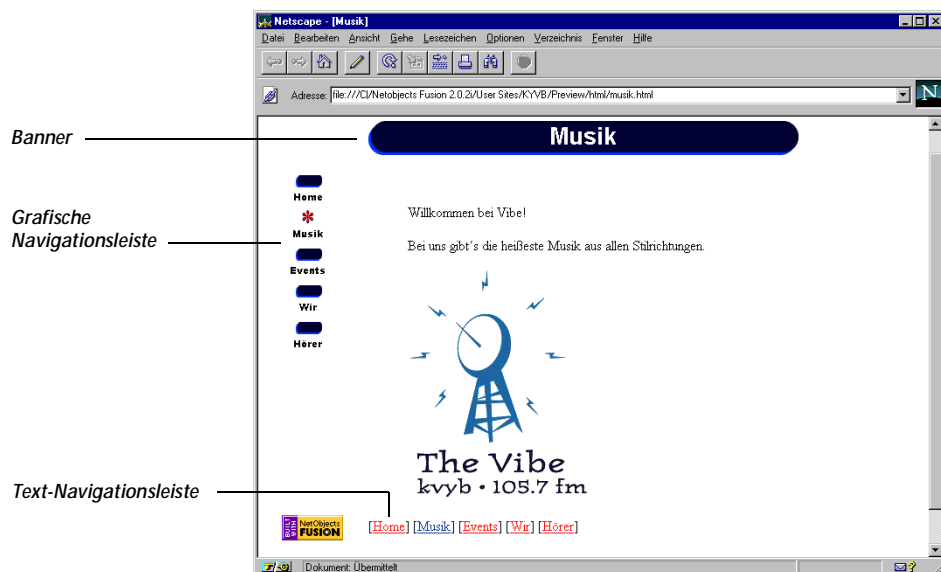 Netscape - [Musik]
Datei Bearbeiten Ansicht Gehe Lesezeichen Optionen Verzeichnis Fenster Hilfe
Adresse: file:///C|/Netobjects Fusion 2.0.2i/User Sites/KYVB/Preview/html/musik.html
N
Banner
Musik
Home
Grafische
Navigationsleiste
Musik
Events
Wir
Hörer
Willkommen bei Vibe!
Bei uns gibt´s die heißeste Musik aus allen Stilrichtungen.
The Vibe
kvyb • 105.7 fm
Text-Navigationsleiste
BUILT WITH
NetObjects
FUSION
[Home] [Musik] [Events] [Wir] [Hörer]
Dokument: Übermittelt